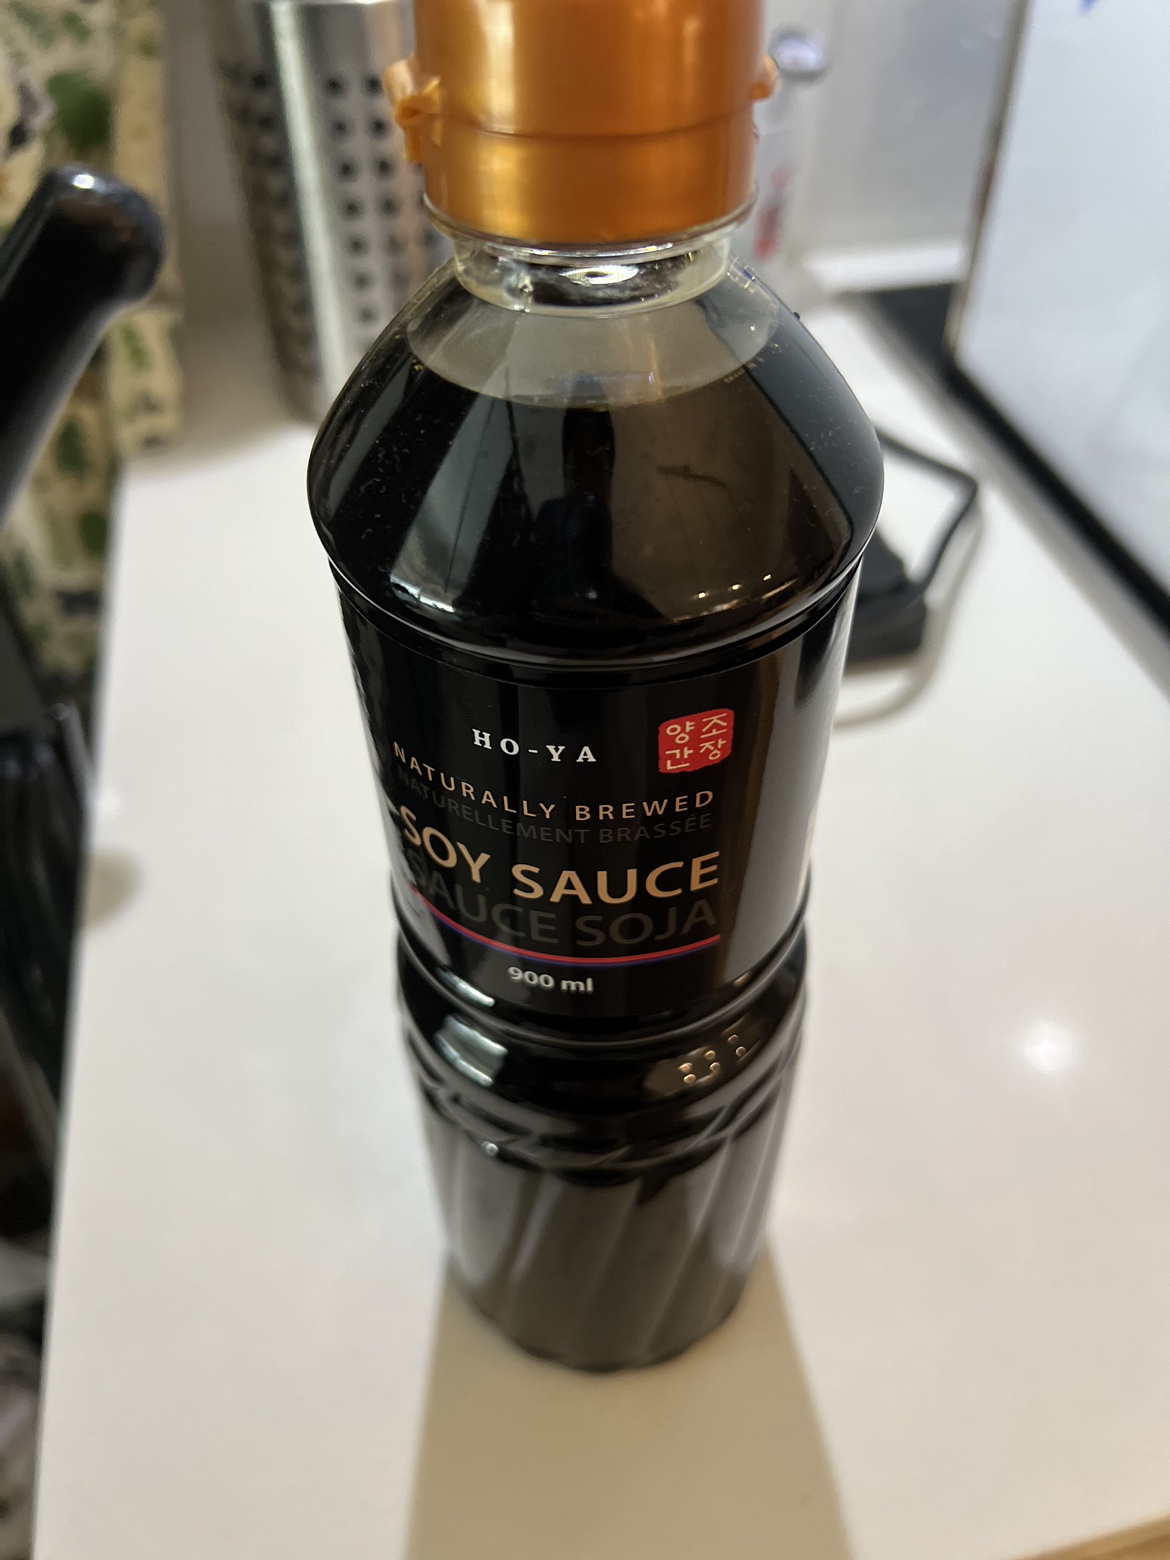 HO-YA
양조
간장
NATURALLY BREWED
NATURELLEMENT BRASSÉE
SOY SAUCE
SAUCE SOJA
900 ml